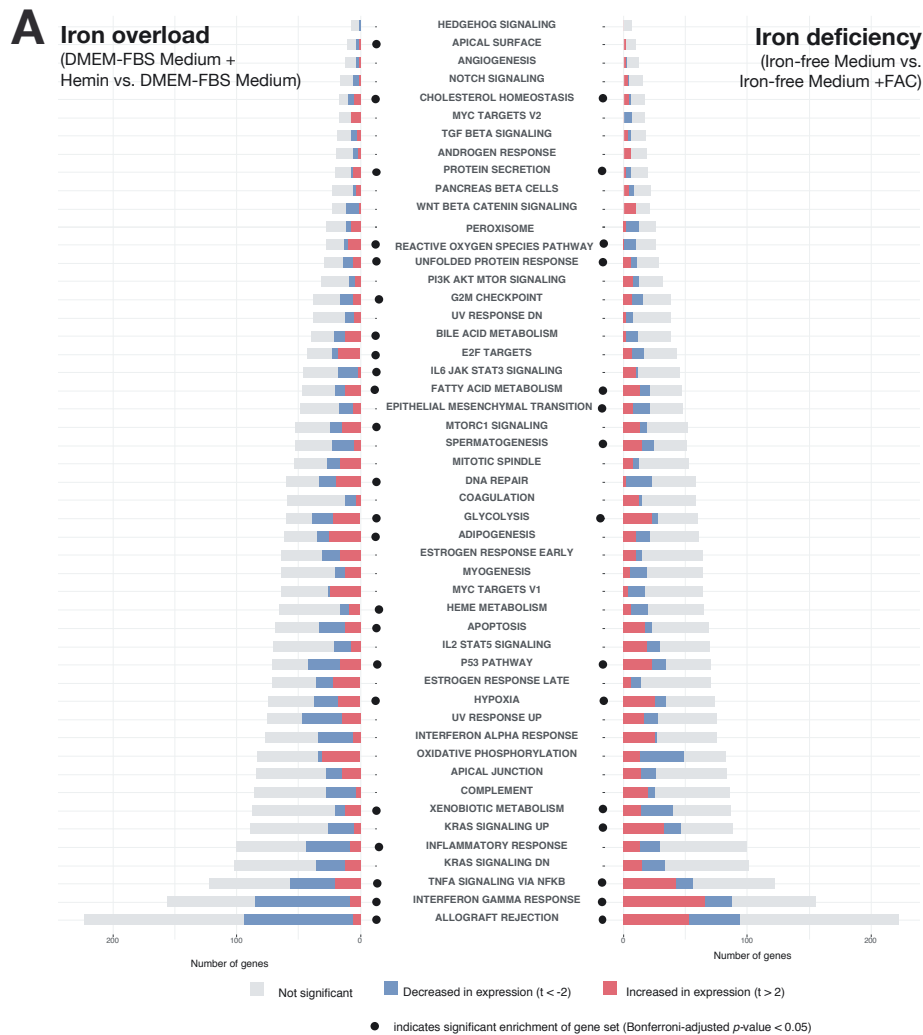 A
Iron overload
(DMEM-FBS Medium +
Hemin vs. DMEM-FBS Medium)
Iron deficiency
(Iron-free Medium vs.
Iron-free Medium +FAC)
HEDGEHOG SIGNALING
APICAL SURFACE
ANGIOGENESIS
NOTCH SIGNALING
CHOLESTEROL HOMEOSTASIS
MYC TARGETS V2
TGF BETA SIGNALING
ANDROGEN RESPONSE
PROTEIN SECRETION
PANCREAS BETA CELLS
WNT BETA CATENIN SIGNALING
PEROXISOME
REACTIVE OXYGEN SPECIES PATHWAY
UNFOLDED PROTEIN RESPONSE
PI3K AKT MTOR SIGNALING
G2M CHECKPOINT
UV RESPONSE DN
BILE ACID METABOLISM
E2F TARGETS
IL6 JAK STAT3 SIGNALING
FATTY ACID METABOLISM
EPITHELIAL MESENCHYMAL TRANSITION
MTORC1 SIGNALING
SPERMATOGENESIS
MITOTIC SPINDLE
DNA REPAIR
COAGULATION
GLYCOLYSIS
ADIPOGENESIS
ESTROGEN RESPONSE EARLY
MYOGENESIS
MYC TARGETS V1
HEME METABOLISM
APOPTOSIS
IL2 STAT5 SIGNALING
P53 PATHWAY
ESTROGEN RESPONSE LATE
HYPOXIA
UV RESPONSE UP
INTERFERON ALPHA RESPONSE
OXIDATIVE PHOSPHORYLATION
APICAL JUNCTION
COMPLEMENT
XENOBIOTIC METABOLISM
KRAS SIGNALING UP
INFLAMMATORY RESPONSE
KRAS SIGNALING DN
TNFA SIGNALING VIA NFKB
INTERFERON GAMMA RESPONSE
ALLOGRAFT REJECTION
200 100 0 0 100 200
Number of genes Number of genes
Not significant Decreased in expression (t < -2) Increased in expression (t > 2)
indicates significant enrichment of gene set (Bonferroni-adjusted p-value < 0.05)